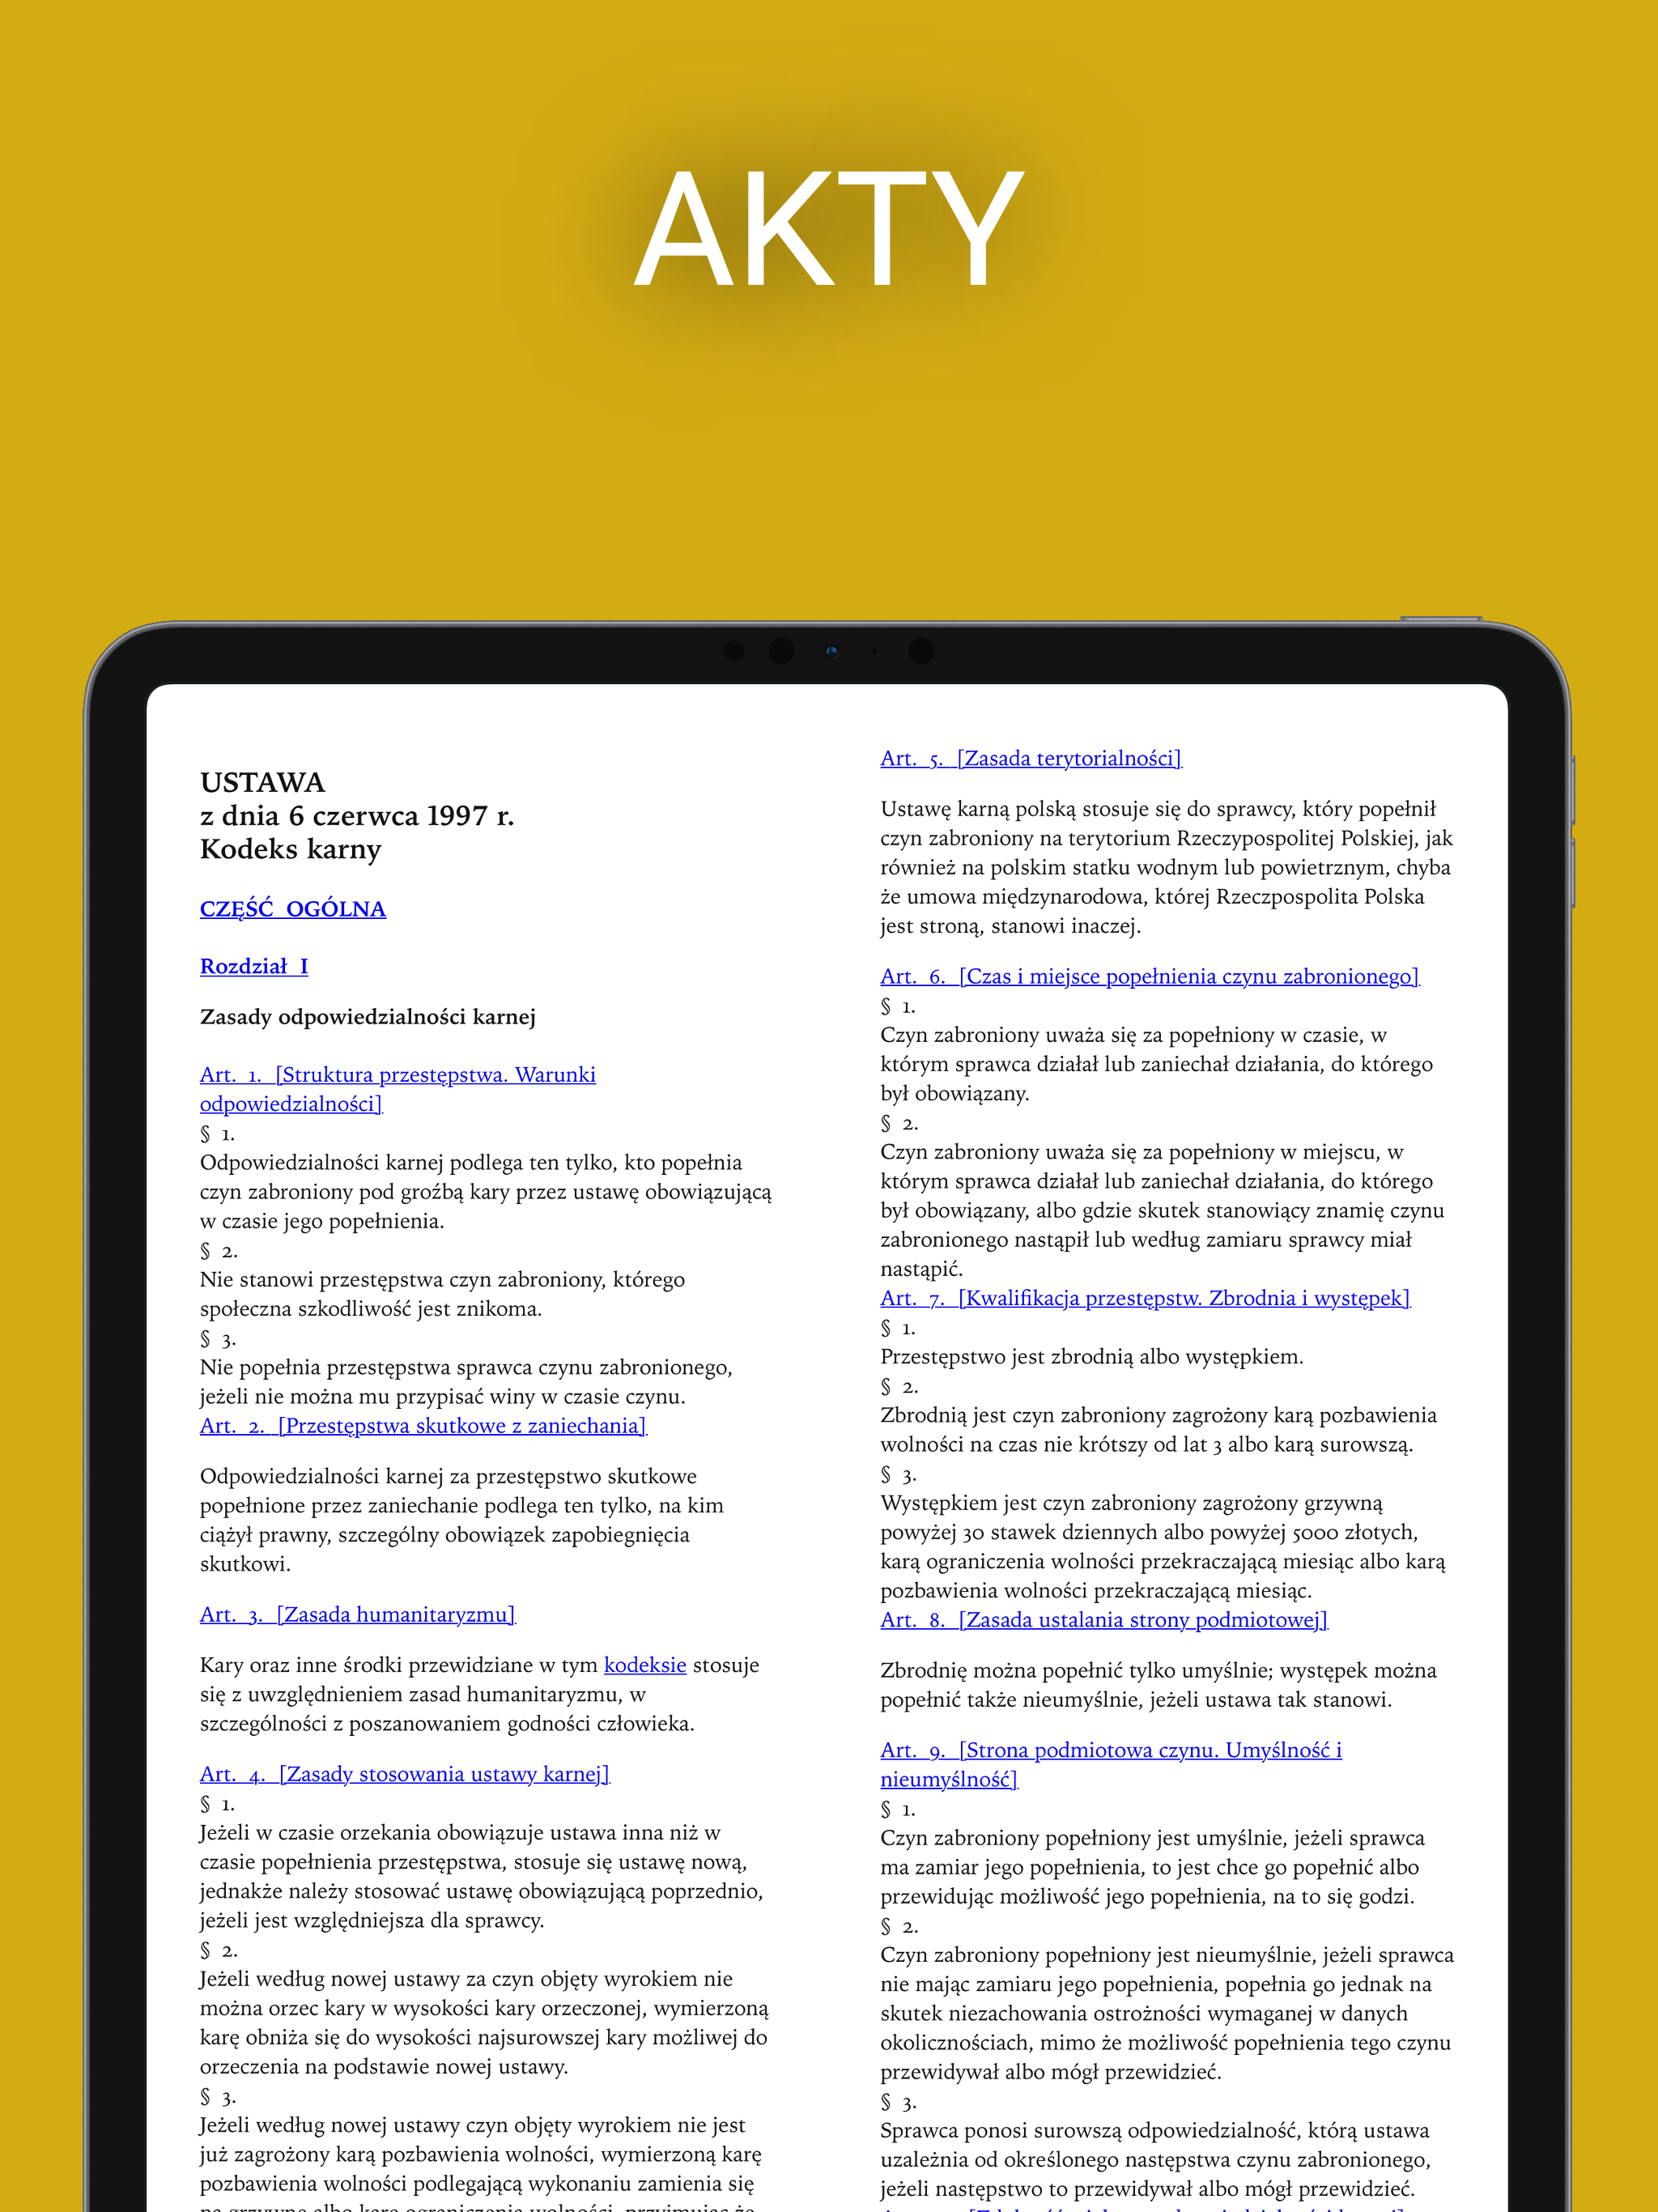 AKTY
USTAWA
z dnia 6 czerwca 1997 r.
Kodeks karny
CZĘŚĆ OGÓLNA
Rozdział I
Zasady odpowiedzialności karnej
Art. 1. [Struktura przestępstwa. Warunki
odpowiedzialności]
§ 1.
Odpowiedzialności karnej podlega ten tylko, kto popełnia
czyn zabroniony pod groźbą kary przez ustawę obowiązującą
w czasie jego popełnienia.
§ 2.
Nie stanowi przestępstwa czyn zabroniony, którego
społeczna szkodliwość jest znikoma.
§ 3.
Nie popełnia przestępstwa sprawca czynu zabronionego,
jeżeli nie można mu przypisać winy w czasie czynu.
Art. 2. [Przestępstwa skutkowe z zaniechania]
Odpowiedzialności karnej za przestępstwo skutkowe
popełnione przez zaniechanie podlega ten tylko, na kim
ciążył prawny, szczególny obowiązek zapobiegnięcia
skutkowi.
Art. 3. [Zasada humanitaryzmu]
Kary oraz inne środki przewidziane w tym kodeksie stosuje
się z uwzględnieniem zasad humanitaryzmu, w
szczególności z poszanowaniem godności człowieka.
Art. 4. [Zasady stosowania ustawy karnej]
§ 1.
Jeżeli w czasie orzekania obowiązuje ustawa inna niż w
czasie popełnienia przestępstwa, stosuje się ustawę nową,
jednakże należy stosować ustawę obowiązującą poprzednio,
jeżeli jest względniejsza dla sprawcy.
§ 2.
Jeżeli według nowej ustawy za czyn objęty wyrokiem nie
można orzec kary w wysokości kary orzeczonej, wymierzoną
karę obniża się do wysokości najsurowszej kary możliwej do
orzeczenia na podstawie nowej ustawy.
§ 3.
Jeżeli według nowej ustawy czyn objęty wyrokiem nie jest
już zagrożony karą pozbawienia wolności, wymierzoną karę
pozbawienia wolności podlegającą wykonaniu zamienia się
na grzywnę albo karę ograniczenia wolności, przyjmując że
Art. 5. [Zasada terytorialności]
Ustawę karną polską stosuje się do sprawcy, który popełnił
czyn zabroniony na terytorium Rzeczypospolitej Polskiej, jak
również na polskim statku wodnym lub powietrznym, chyba
że umowa międzynarodowa, której Rzeczpospolita Polska
jest stroną, stanowi inaczej.
Art. 6. [Czas i miejsce popełnienia czynu zabronionego]
§ 1.
Czyn zabroniony uważa się za popełniony w czasie, w
którym sprawca działał lub zaniechał działania, do którego
był obowiązany.
§ 2.
Czyn zabroniony uważa się za popełniony w miejscu, w
którym sprawca działał lub zaniechał działania, do którego
był obowiązany, albo gdzie skutek stanowiący znamię czynu
zabronionego nastąpił lub według zamiaru sprawcy miał
nastąpić.
Art. 7. [Kwalifikacja przestępstw. Zbrodnia i występek]
§ 1.
Przestępstwo jest zbrodnią albo występkiem.
§ 2.
Zbrodnią jest czyn zabroniony zagrożony karą pozbawienia
wolności na czas nie krótszy od lat 3 albo karą surowszą.
§ 3.
Występkiem jest czyn zabroniony zagrożony grzywną
powyżej 30 stawek dziennych albo powyżej 5000 złotych,
karą ograniczenia wolności przekraczającą miesiąc albo karą
pozbawienia wolności przekraczającą miesiąc.
Art. 8. [Zasada ustalania strony podmiotowej]
Zbrodnię można popełnić tylko umyślnie; występek można
popełnić także nieumyślnie, jeżeli ustawa tak stanowi.
Art. 9. [Strona podmiotowa czynu. Umyślność i
nieumyślność]
§ 1.
Czyn zabroniony popełniony jest umyślnie, jeżeli sprawca
ma zamiar jego popełnienia, to jest chce go popełnić albo
przewidując możliwość jego popełnienia, na to się godzi.
§ 2.
Czyn zabroniony popełniony jest nieumyślnie, jeżeli sprawca
nie mając zamiaru jego popełnienia, popełnia go jednak na
skutek niezachowania ostrożności wymaganej w danych
okolicznościach, mimo że możliwość popełnienia tego czynu
przewidywał albo mógł przewidzieć.
§ 3.
Sprawca ponosi surowszą odpowiedzialność, którą ustawa
uzależnia od określonego następstwa czynu zabronionego,
jeżeli następstwo to przewidywał albo mógł przewidzieć.